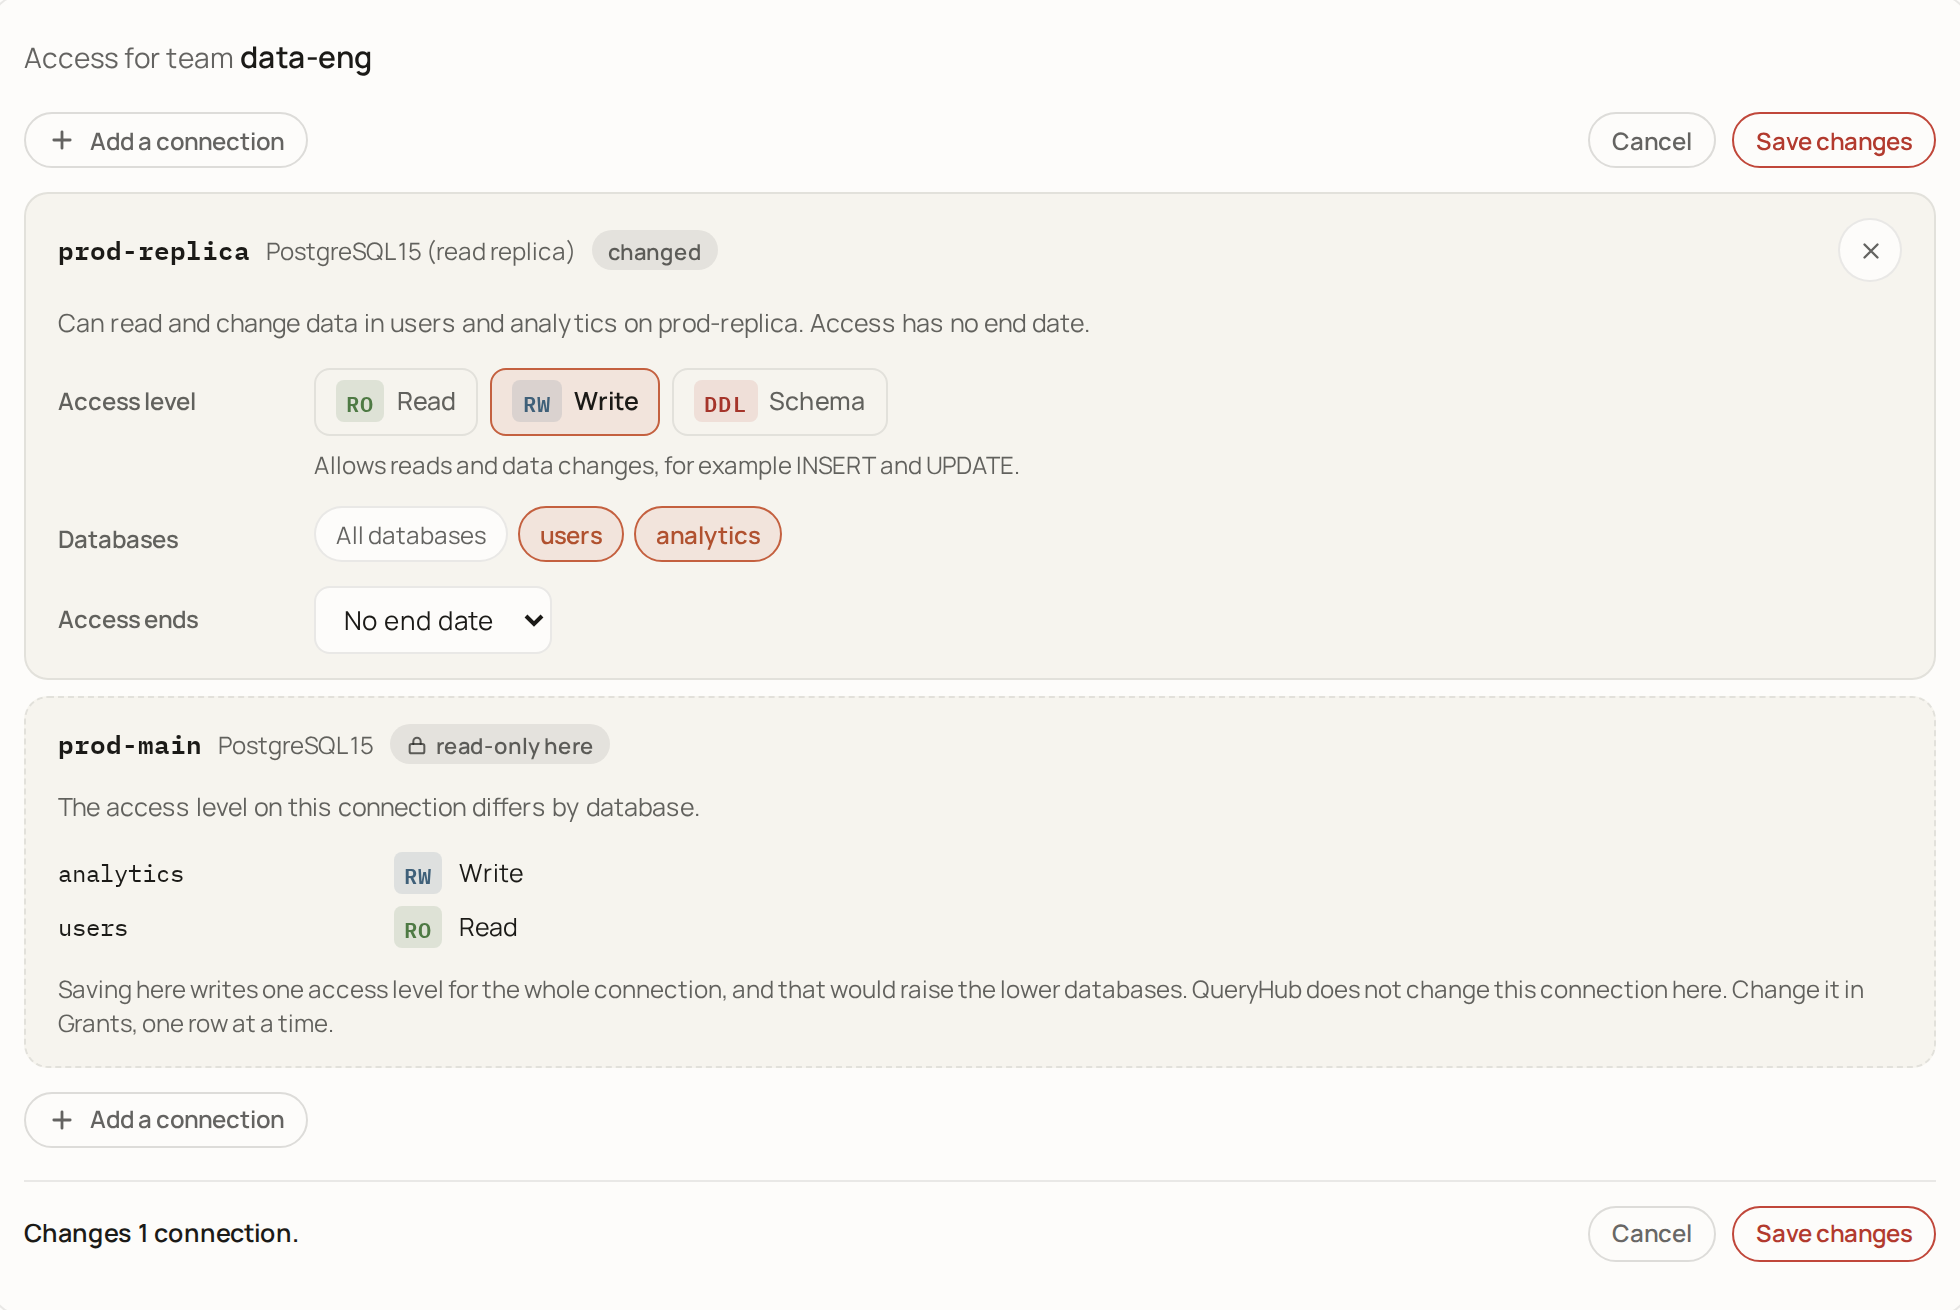 Access for team data-eng
Add a connection
Cancel
Save changes
prod-replica PostgreSQL 15 (read replica) changed
Can read and change data in users and analytics on prod-replica. Access has no end date.
Access level
RO Read
RW Write
DDL Schema
Allows reads and data changes, for example INSERT and UPDATE.
Databases
All databases
users
analytics
Access ends
No end date
prod-main PostgreSQL 15 read-only here
The access level on this connection differs by database.
analytics RW Write
users RO Read
Saving here writes one access level for the whole connection, and that would raise the lower databases. QueryHub does not change this connection here. Change it in
Grants, one row at a time.
Add a connection
Changes 1 connection.
Cancel
Save changes